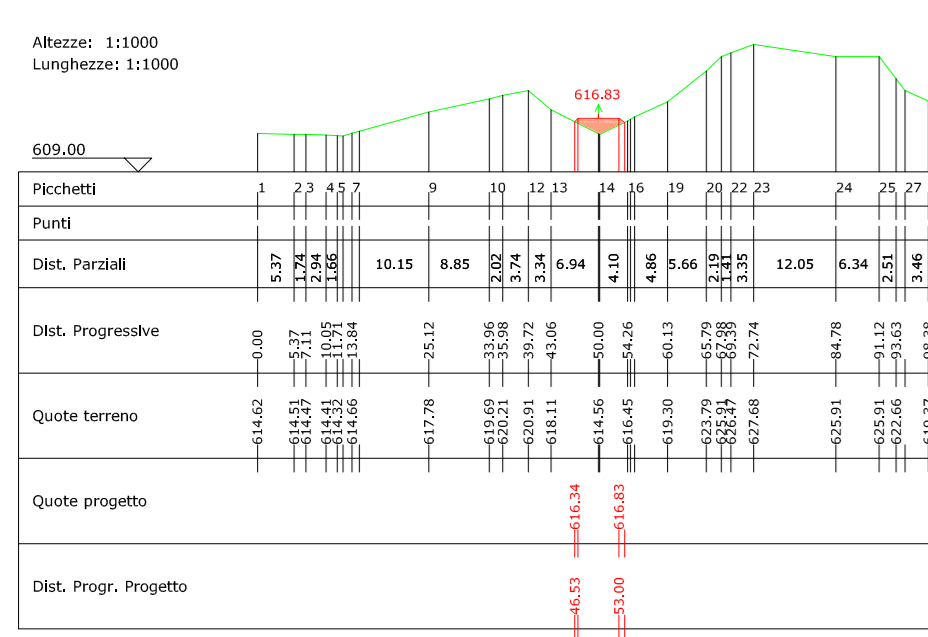 Altezze: 1:1000
Lunghezze: 1:1000
616.83
609.00
Picchetti 1 2 3 4 5 7 9 10 12 13 14 16 19 20 22 23 24 25 27
Punti
Dist. Parziali 5.37 1.74 2.94 1.66 10.15 8.85 2.02 3.74 3.34 6.94 4.10 4.86 5.66 2.19 1.41 3.35 12.05 6.34 2.51 3.46
Dist. Progressive 0.00 5.37 7.11 10.05 11.71 13.84 25.12 33.96 35.98 39.72 43.06 50.00 54.26 60.13 65.79 67.98 69.39 72.74 84.78 91.12 93.63
Quote terreno 614.62 614.51 614.47 614.41 614.32 614.66 617.78 619.69 620.21 620.91 618.11 614.56 616.45 619.30 623.79 625.91 626.47 627.68 625.91 625.91 622.66
Quote progetto 616.34 616.83
Dist. Progr. Progetto 46.53 53.00